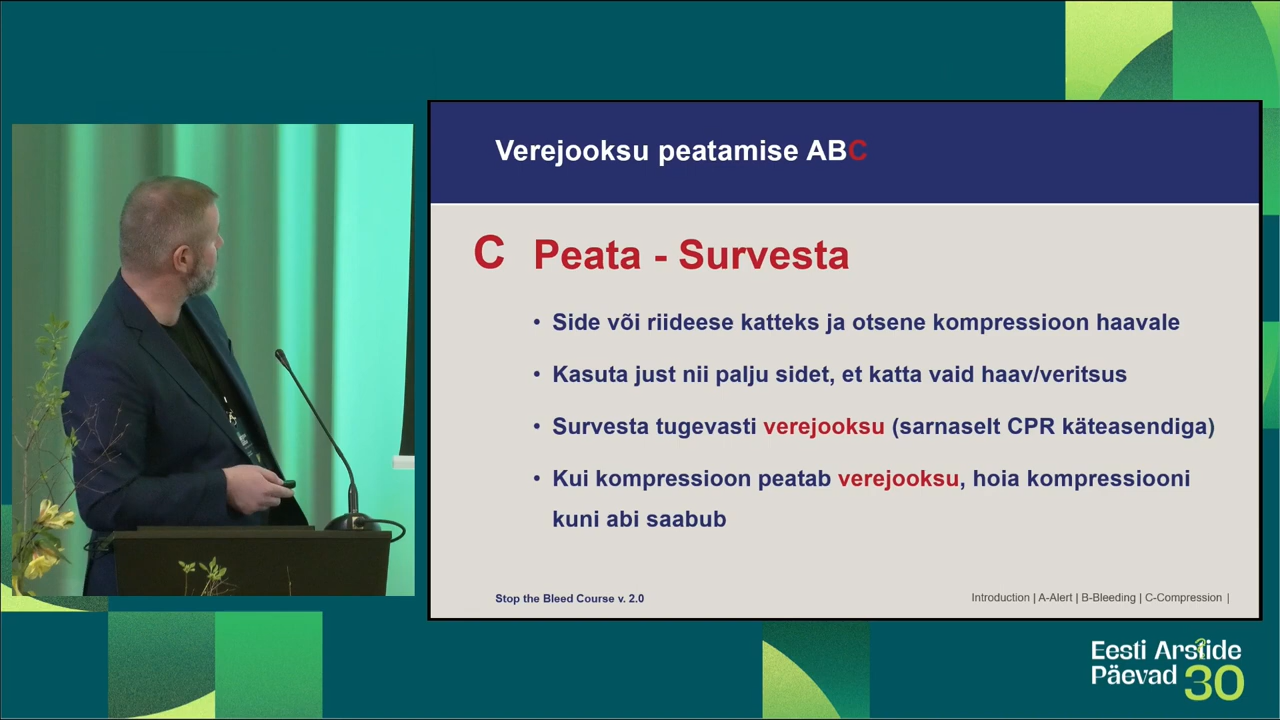 Verejooksu peatamise ABC
C Peata - Survesta
• Side või riideese katteks ja otsene kompressioon haavale
• Kasuta just nii palju sidet, et katta vaid haav/veritsus
• Survesta tugevasti verejooksu (sarnaselt CPR käteasendiga)
• Kui kompressioon peatab verejooksu, hoia kompressiooni
kuni abi saabub
Stop the Bleed Course v. 2.0
Introduction | A-Alert | B-Bleeding | C-Compression |
Eesti Arstide
Päevad 30